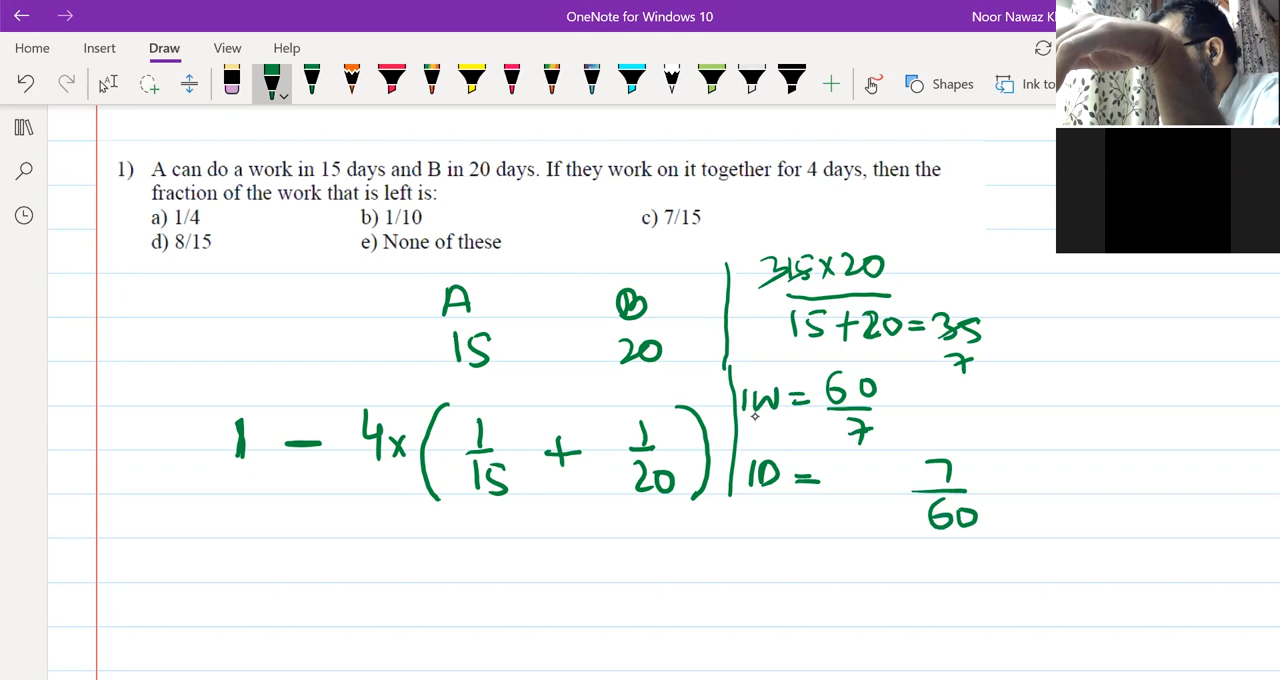 OneNote for Windows 10
Noor Nawaz Kh
Home Insert Draw View Help
Shapes Ink to
1) A can do a work in 15 days and B in 20 days. If they work on it together for 4 days, then the
fraction of the work that is left is:
a) 1/4 b) 1/10 c) 7/15
d) 8/15 e) None of these
A B
15 20
1 - 4x(1/15 + 1/20)
315x20
15+20=35
7
1W = 60/7
1D = 7/60